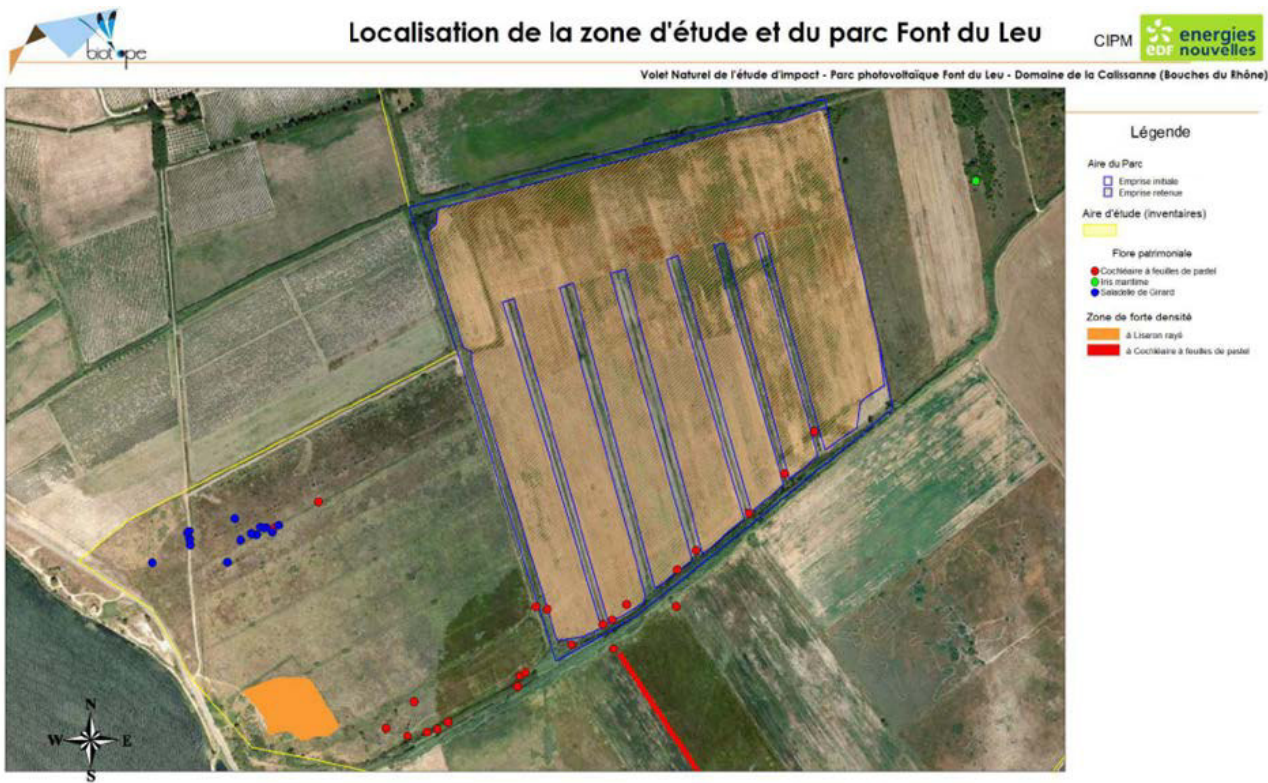 biotope
Localisation de la zone d'étude et du parc Font du Leu
CIPM
edf energies nouvelles
Volet Naturel de l'étude d'impact - Parc photovoltaïque Font du Leu - Domaine de la Calissanne (Bouches du Rhône)
Légende
Aire du Parc
Emprise initiale
Emprise retenue
Aire d'étude (inventaires)
Flore patrimoniale
Cochléaire à feuilles de pastel
Iris maritime
Saladelle de Girard
Zone de forte densité
à Liseron rayé
à Cochléaire à feuilles de pastel
N
W E
S